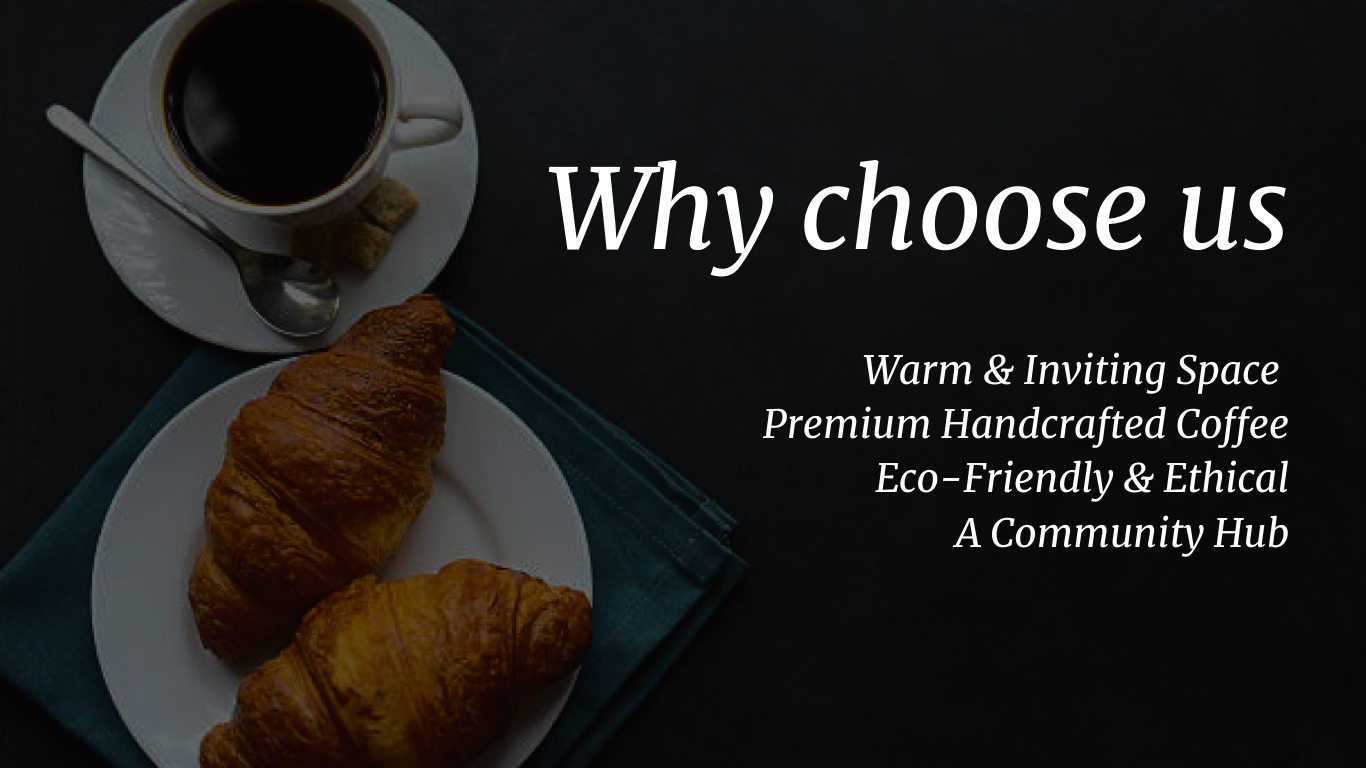 Why choose us
Warm & Inviting Space
Premium Handcrafted Coffee
Eco-Friendly & Ethical
A Community Hub